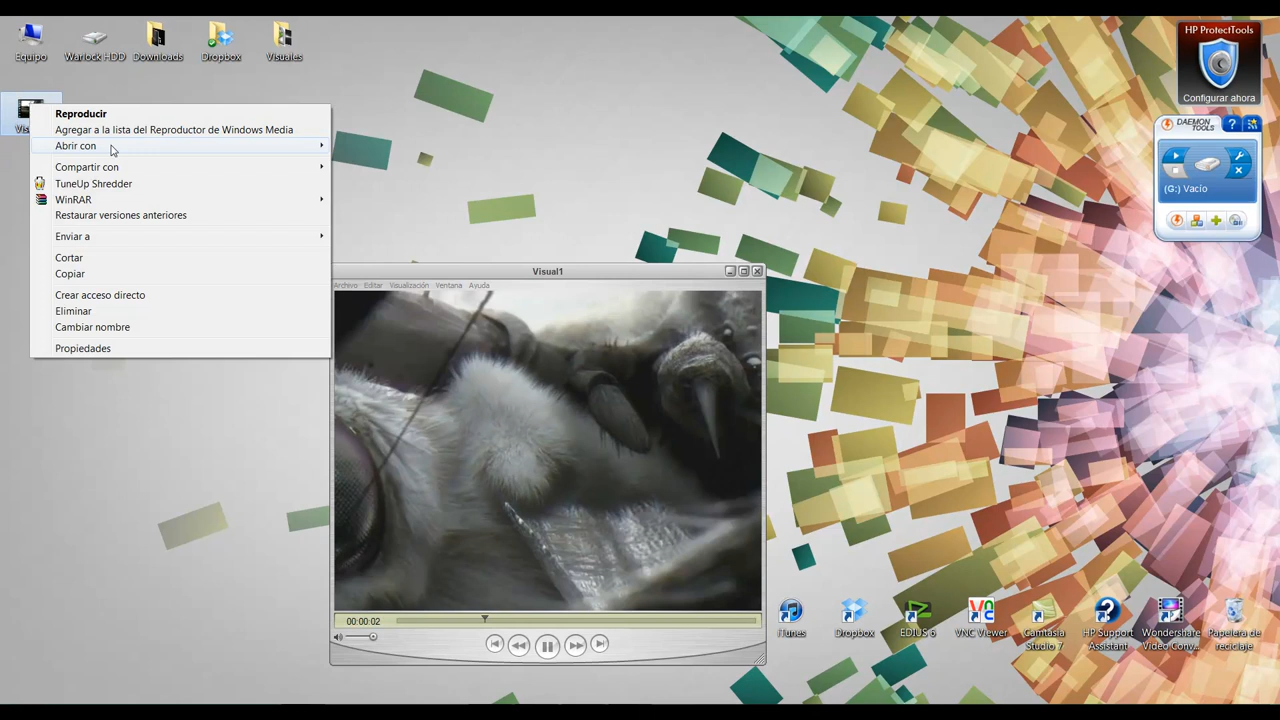 Equipo
Warlock HDD
Downloads
Dropbox
Visuales
HP ProtectTools
Configurar ahora
Reproducir
Agregar a la lista del Reproductor de Windows Media
Abrir con
Compartir con
TuneUp Shredder
WinRAR
Restaurar versiones anteriores
Enviar a
Cortar
Copiar
Crear acceso directo
Eliminar
Cambiar nombre
Propiedades
DAEMON TOOLS
?
(G:) Vacío
Visual1
Archivo Editar Visualización Ventana Ayuda
00:00:02
iTunes
Dropbox
EDIUS 6
VNC Viewer
Camtasia
Studio 7
HP Support
Assistant
Wondershare
Video Conv...
Papelera de
reciclaje